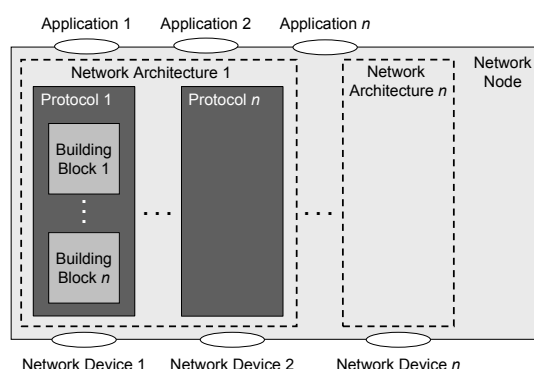 Application 1
Application 2
Application n
Network Architecture 1
Network
Architecture n
Network
Node
Protocol 1
Protocol n
Building
Block 1
Building
Block n
Network Device 1
Network Device 2
Network Device n